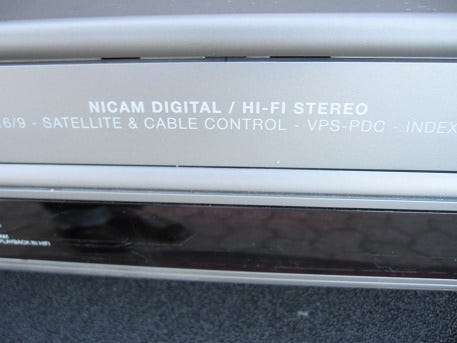 NICAM DIGITAL / HI-FI STEREO
6/9 - SATELLITE & CABLE CONTROL - VPS-PDC - INDEX